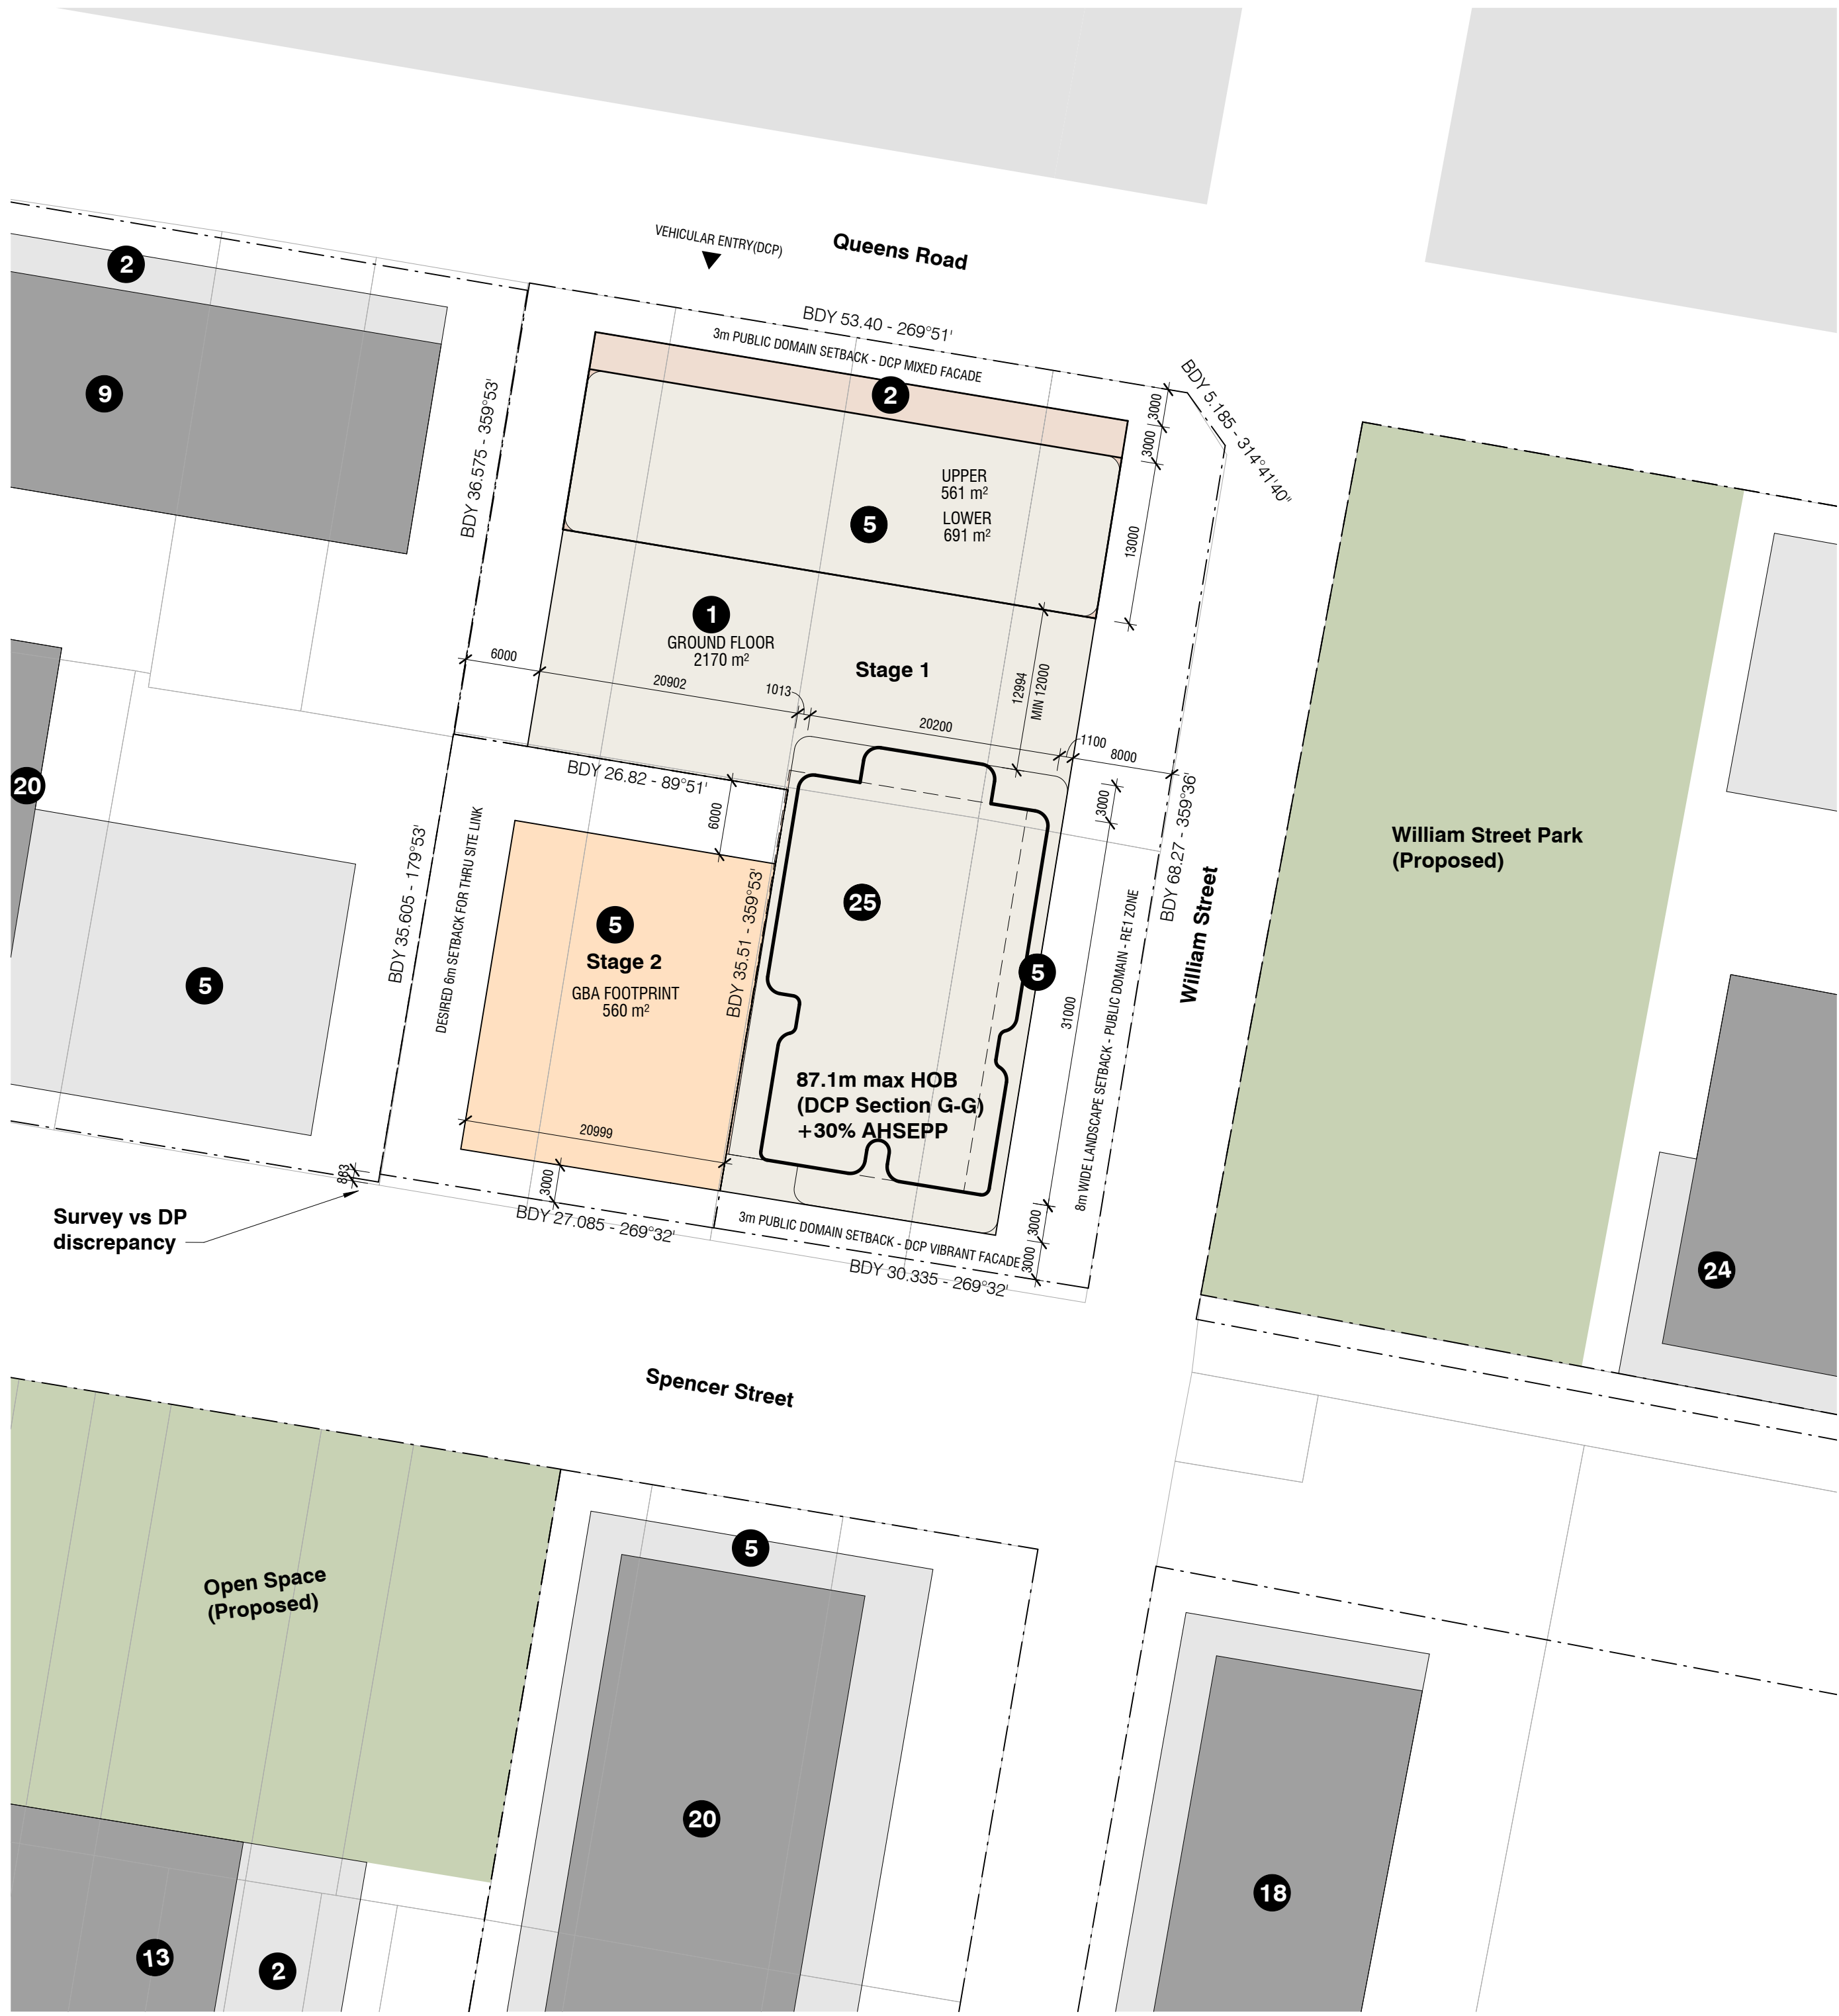 VEHICULAR ENTRY(DCP)
Queens Road
2
9
BDY 53.40 - 269°51'
3m PUBLIC DOMAIN SETBACK - DCP MIXED FACADE
2
BDY 5.185 - 314°41'40"
3000
3000
13000
BDY 36.575 - 359°53'
UPPER
561 m²
LOWER
691 m²
5
1
GROUND FLOOR
2170 m²
Stage 1
6000
20902
1013
20200
12994
MIN 12000
1100
8000
20
BDY 26.82 - 89°51'
6000
3000
BDY 68.27 - 359°36'
William Street
William Street Park
(Proposed)
DESIRED 6m SETBACK FOR THRU SITE LINK
BDY 35.605 - 179°53'
5
5
Stage 2
GBA FOOTPRINT
560 m²
BDY 35.51 - 359°53'
25
5
31000
8m WIDE LANDSCAPE SETBACK - PUBLIC DOMAIN - RE1 ZONE
87.1m max HOB
(DCP Section G-G)
+30% AHSEPP
20999
863
3000
3000
3000
Survey vs DP
discrepancy
BDY 27.085 - 269°32'
3m PUBLIC DOMAIN SETBACK - DCP VIBRANT FACADE
BDY 30.335 - 269°32'
24
Spencer Street
5
Open Space
(Proposed)
20
18
13
2